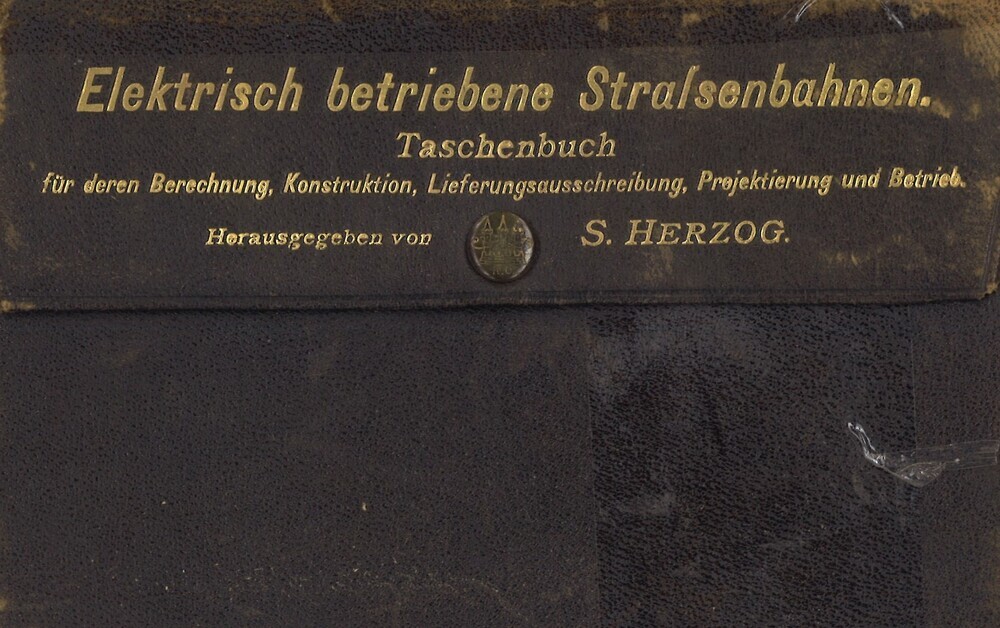 Elektrisch betriebene Straſsenbahnen.
Taschenbuch
für deren Berechnung, Konstruktion, Lieferungsausschreibung, Projektierung und Betrieb.
Herausgegeben von S. HERZOG.